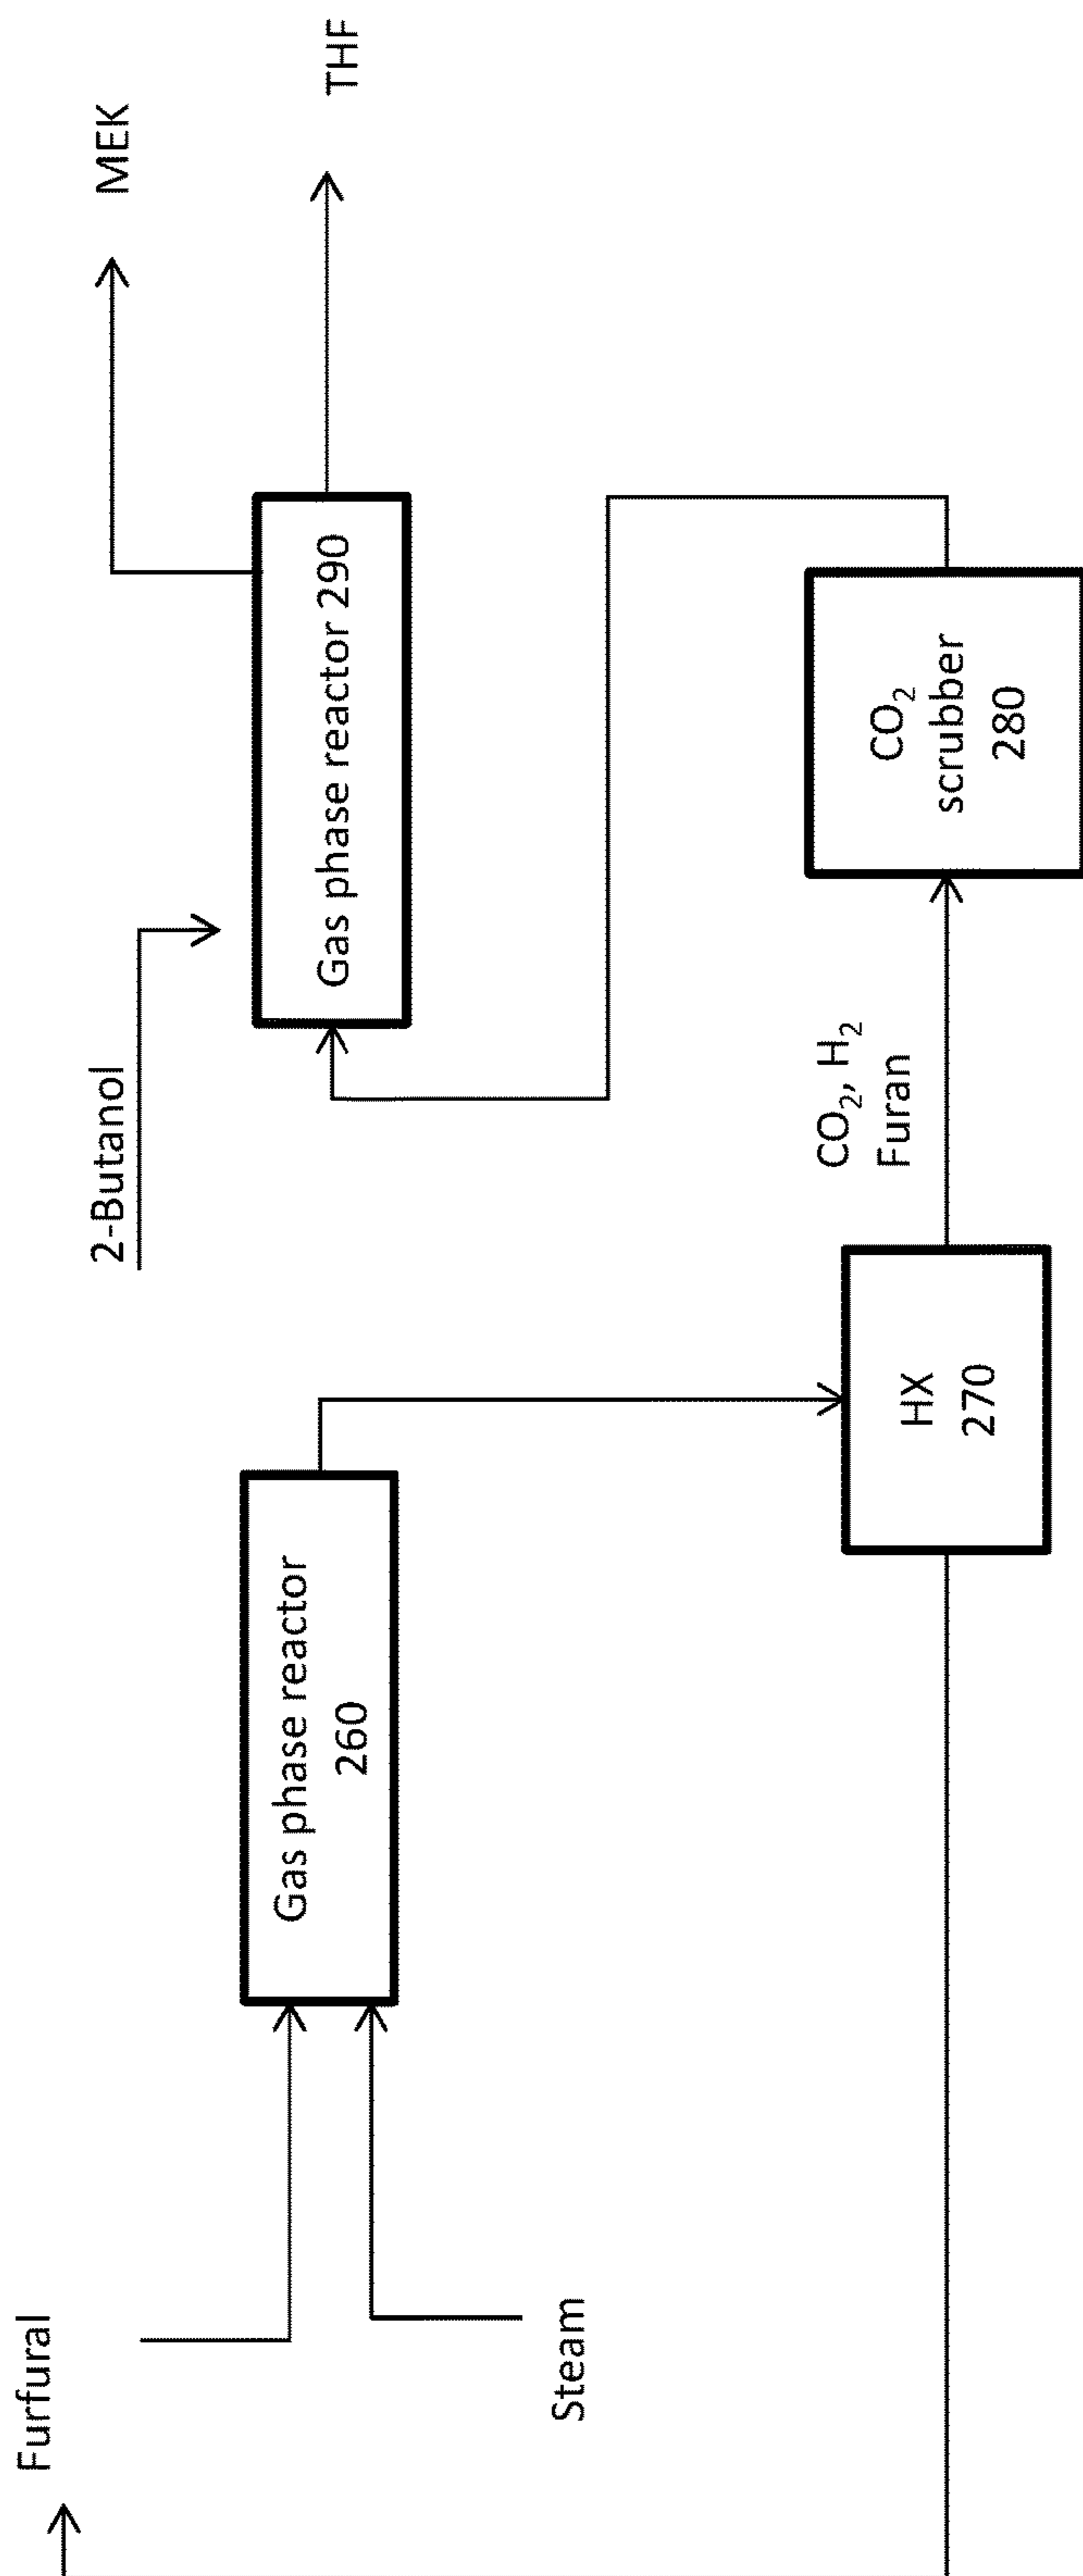 Furfural
Steam
Gas phase reactor
260
HX
270
CO₂, H₂
Furan
CO₂
scrubber
280
2-Butanol
Gas phase reactor 290
MEK
THF